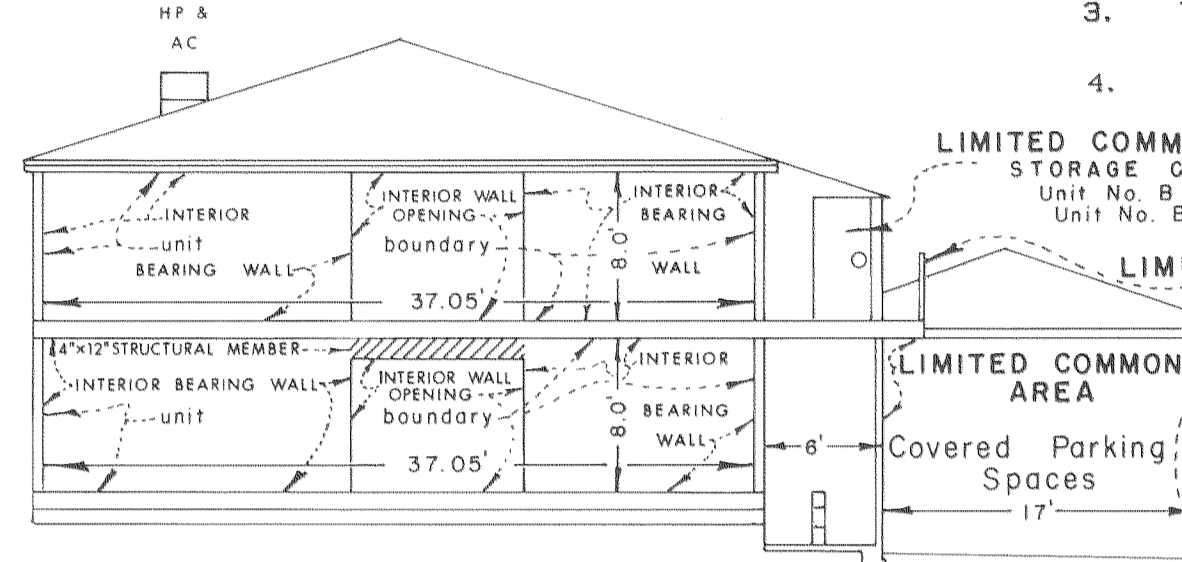 HP &
AC
3.
4.
LIMITED COMM
STORAGE C
Unit No. B
Unit No. B
LIM
INTERIOR
unit
BEARING WALL
INTERIOR WALL
OPENING
boundary
INTERIOR
BEARING
WALL
8.0'
37.05'
4"×12" STRUCTURAL MEMBER
INTERIOR BEARING WALL
unit
INTERIOR WALL
OPENING
boundary
INTERIOR
BEARING
WALL
8.0'
37.05'
6'
LIMITED COMMON
AREA
Covered Parking
Spaces
17'